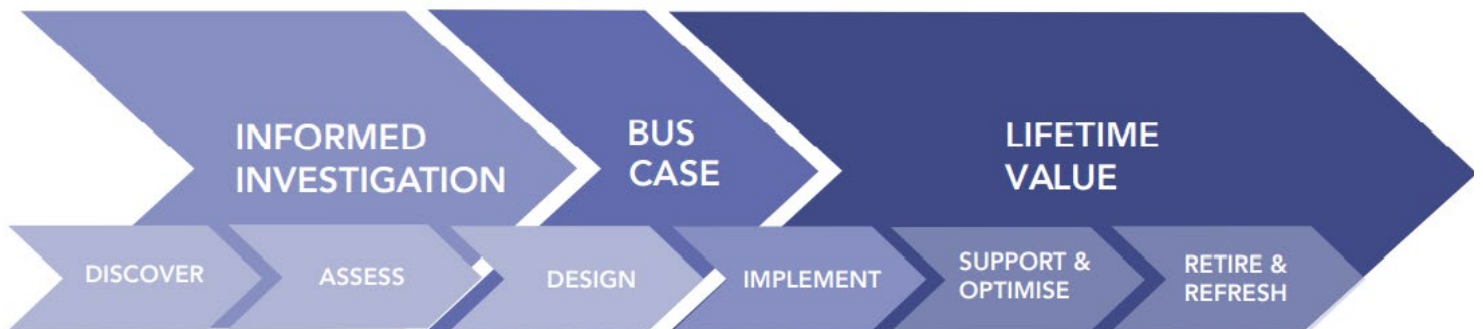 INFORMED
INVESTIGATION
BUS
CASE
LIFETIME
VALUE
DISCOVER
ASSESS
DESIGN
IMPLEMENT
SUPPORT &
OPTIMISE
RETIRE &
REFRESH